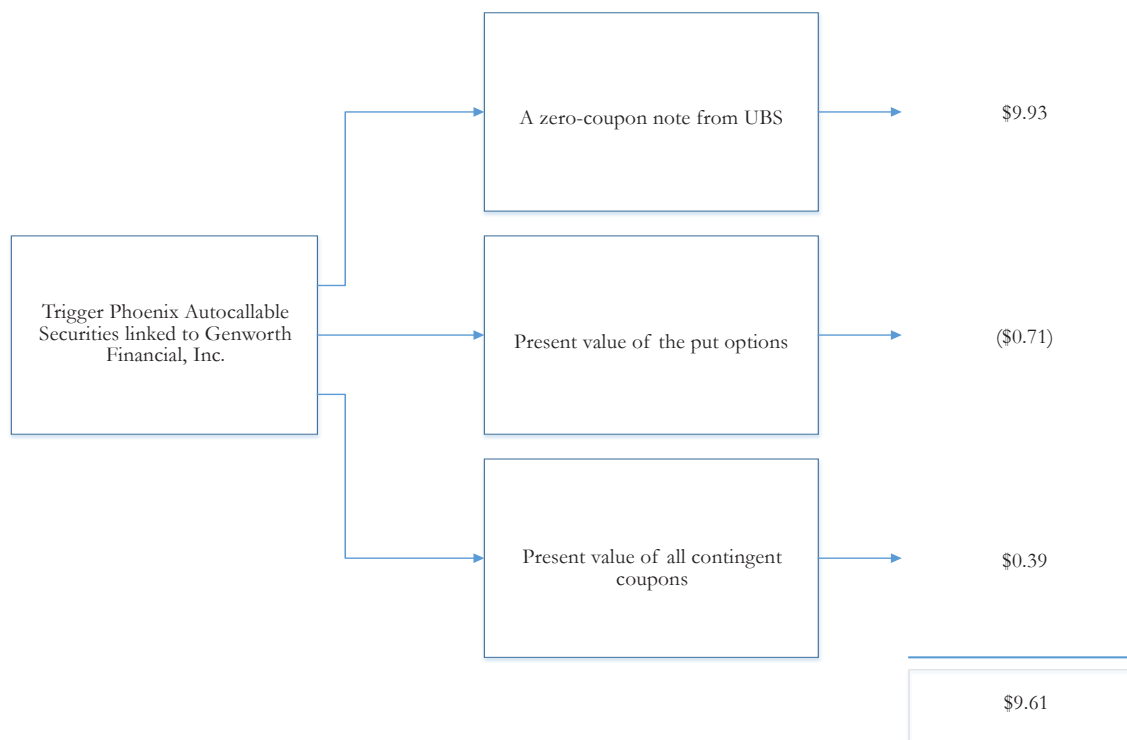 A zero-coupon note from UBS
$9.93
Trigger Phoenix Autocallable
Securities linked to Genworth
Financial, Inc.
Present value of the put options
($0.71)
Present value of all contingent
coupons
$0.39
$9.61